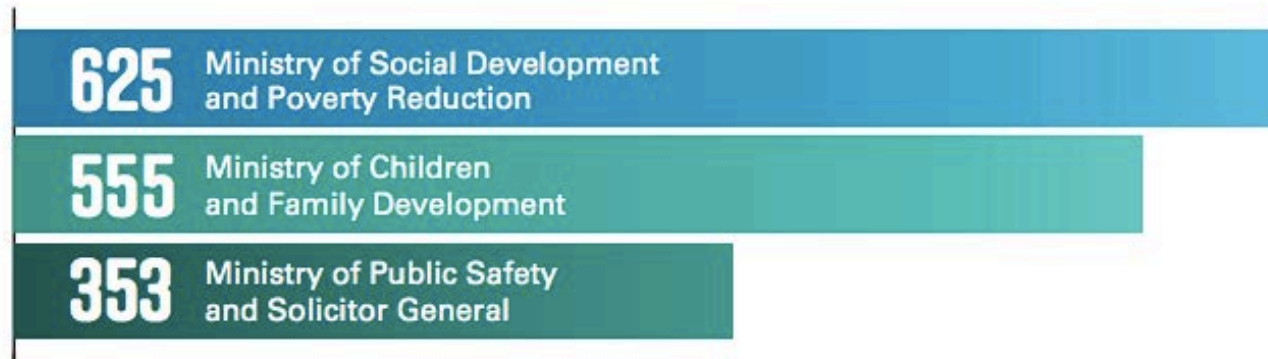 625 Ministry of Social Development
and Poverty Reduction
555 Ministry of Children
and Family Development
353 Ministry of Public Safety
and Solicitor General